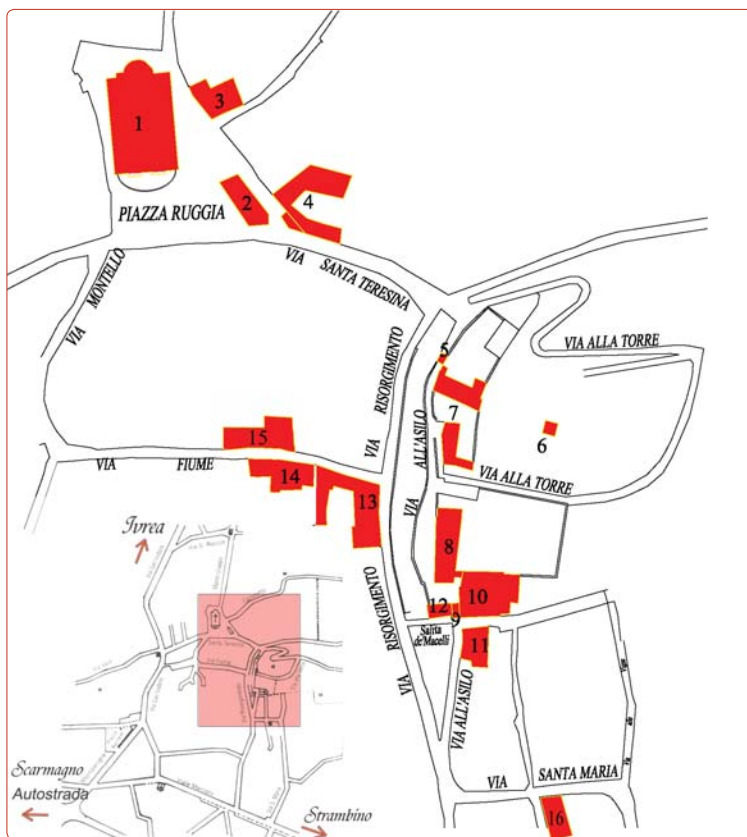 1
3
2
4
PIAZZA RUGGIA
VIA SANTA TERESINA
VIA MONTELLO
VIA RISORGIMENTO
5
VIA ALLA TORRE
7
6
VIA ALL'ASILO
15
VIA FIUME
14
VIA ALLA TORRE
13
8
10
12
9
Salita
de' Macelli
11
VIA RISORGIMENTO
VIA ALL'ASILO
VIA SANTA MARIA
16
Ivrea
Scarmagno
Autostrada
Strambino